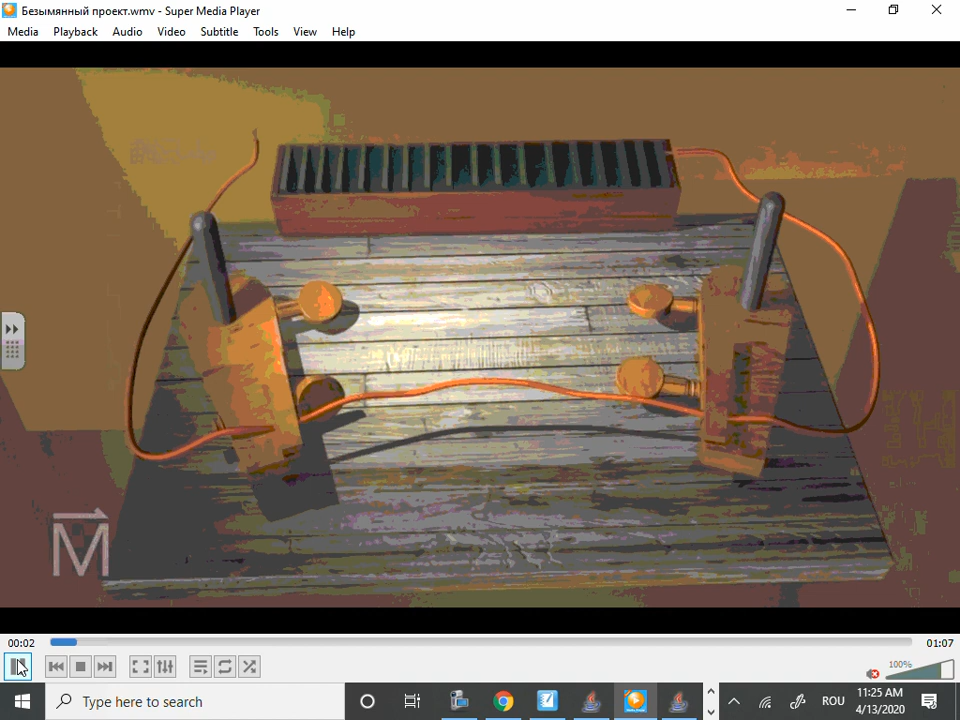 Безымянный проект.wmv - Super Media Player
Media Playback Audio Video Subtitle Tools View Help
M
00:02
01:07
100%
Type here to search
ROU
11:25 AM
4/13/2020